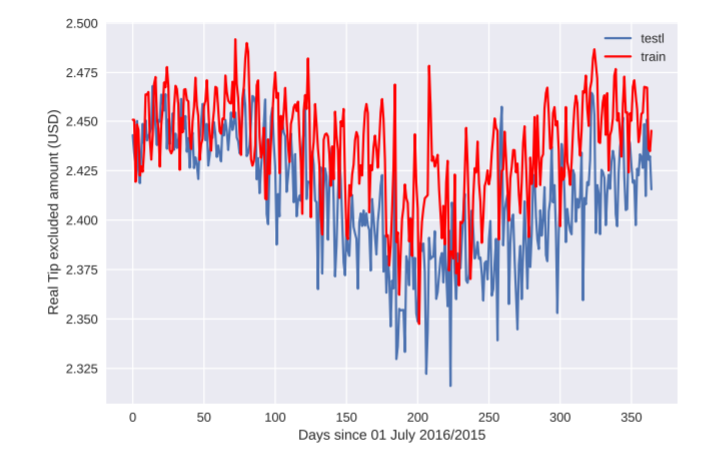 2.500
testl
train
2.475
2.450
2.425
2.400
2.375
2.350
2.325
Real Tip excluded amount (USD)
0 50 100 150 200 250 300 350
Days since 01 July 2016/2015